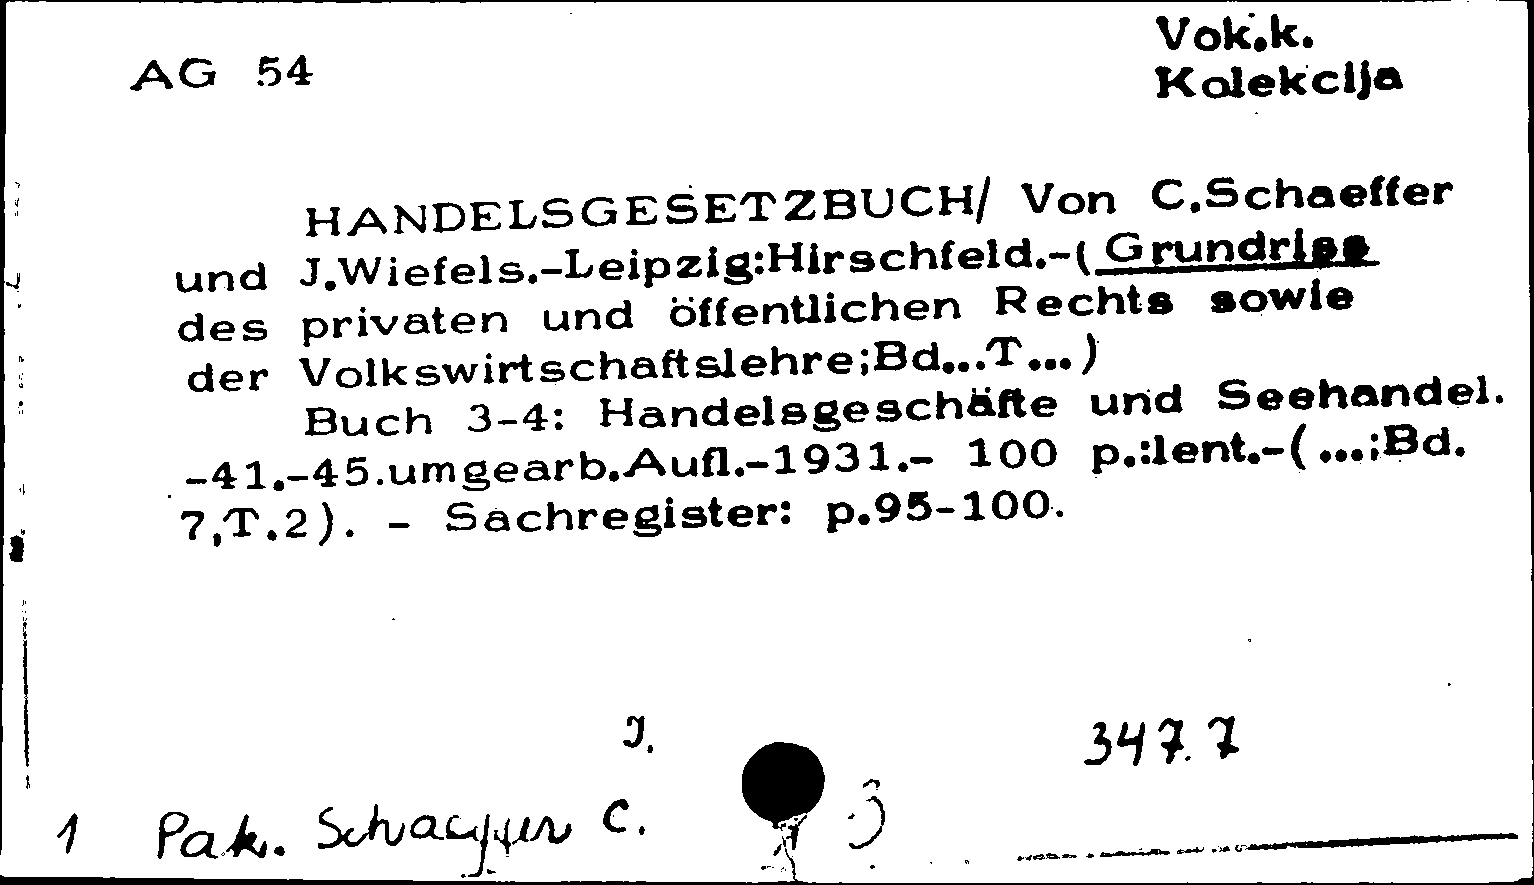 AG 54
Vok.k.
Kolekcija
HANDELSGESETZBUCH/ Von C.Schaeffer
und J.Wiefels.-Leipzig:Hirschfeld.-(Grundriss
des privaten und öffentlichen Rechts sowie
der Volkswirtschaftslehre;Bd...T...)
Buch 3-4: Handelsgeschäfte und Seehandel.
-41.-45.umgearb.Aufl.-1931.- 100 p.:lent.-(...;Bd.
7,T.2). - Sachregister: p.95-100.
J.
347.7
1 Pak. Schaeffer C.